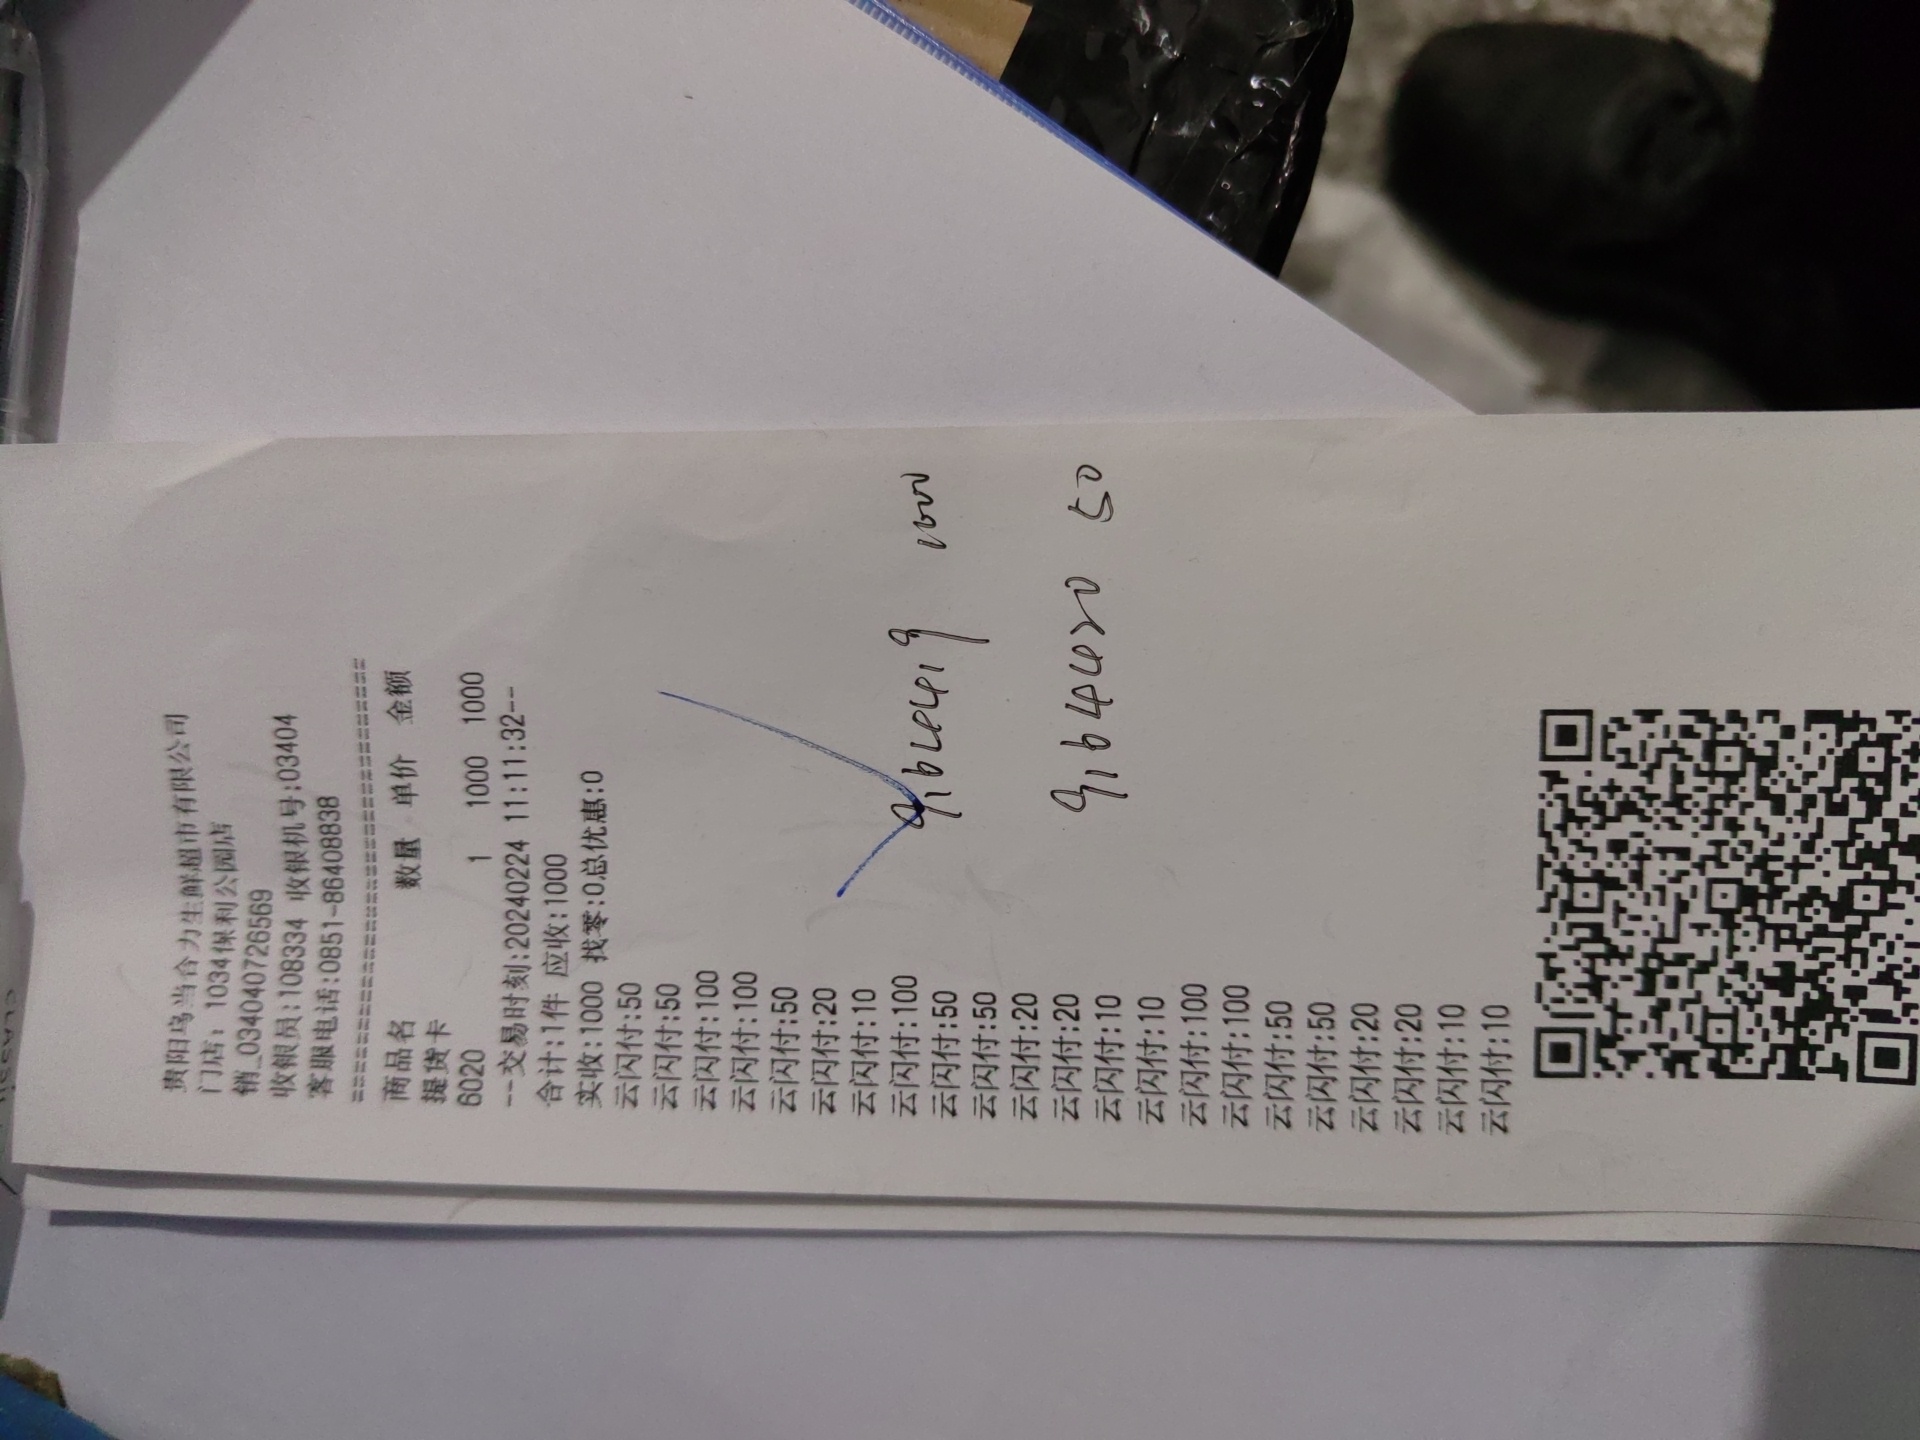 贵阳乌当合力生鲜超市有限公司
门店：1034保利公园店
销_034040726569
收银员:108334 收银机号:03404
客服电话:0851-86408838
商品名 数量 单价 金额
提货卡
6020 1 1000 1000
--交易时刻:20240224 11:11:32--
合计:1件 应收:1000
实收:1000 找零:0总优惠:0
云闪付:50
云闪付:50
云闪付:100
云闪付:100
云闪付:50
云闪付:20
云闪付:10
云闪付:100
云闪付:50
云闪付:50
云闪付:20
云闪付:20
云闪付:10
云闪付:10
云闪付:100
云闪付:100
云闪付:50
云闪付:50
云闪付:20
云闪付:20
云闪付:10
云闪付:10
9164419 1000
9164420 50